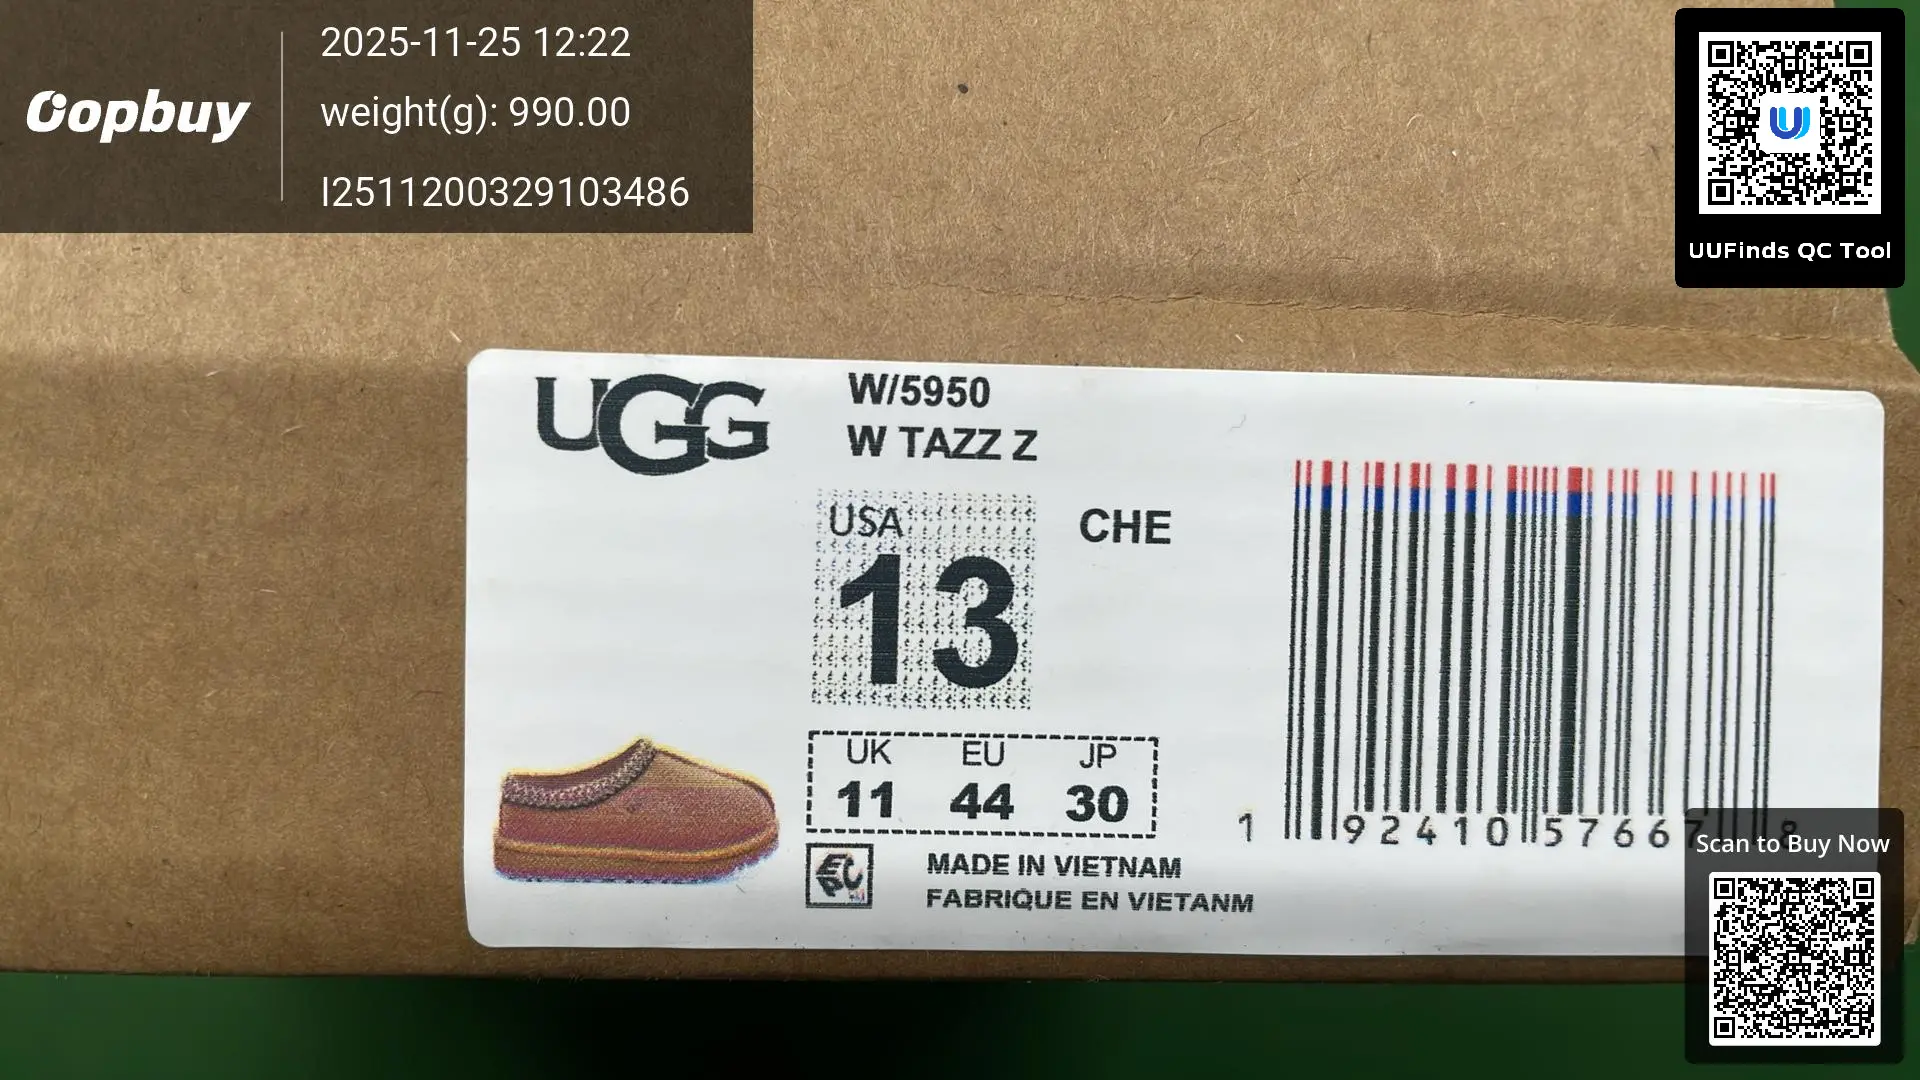 Oopbuy
2025-11-25 12:22
weight(g): 990.00
I2511200329103486
UUFinds QC Tool
UGG
W/5950
W TAZZ Z
USA
13
CHE
UK EU JP
11 44 30
MADE IN VIETNAM
FABRIQUE EN VIETANM
1 92410 57667 8
Scan to Buy Now